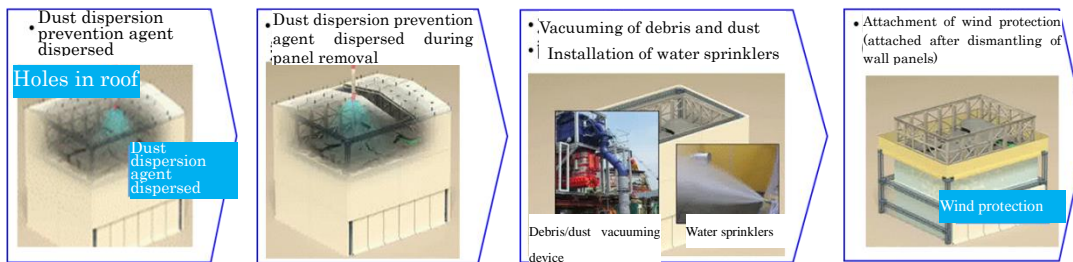 • Dust dispersion
prevention agent
dispersed
Holes in roof
Dust
dispersion
agent
dispersed
• Dust dispersion prevention
agent dispersed during
panel removal
• Vacuuming of debris and dust
• Installation of water sprinklers
Debris/dust vacuuming
device
Water sprinklers
• Attachment of wind protection
(attached after dismantling of
wall panels)
Wind protection